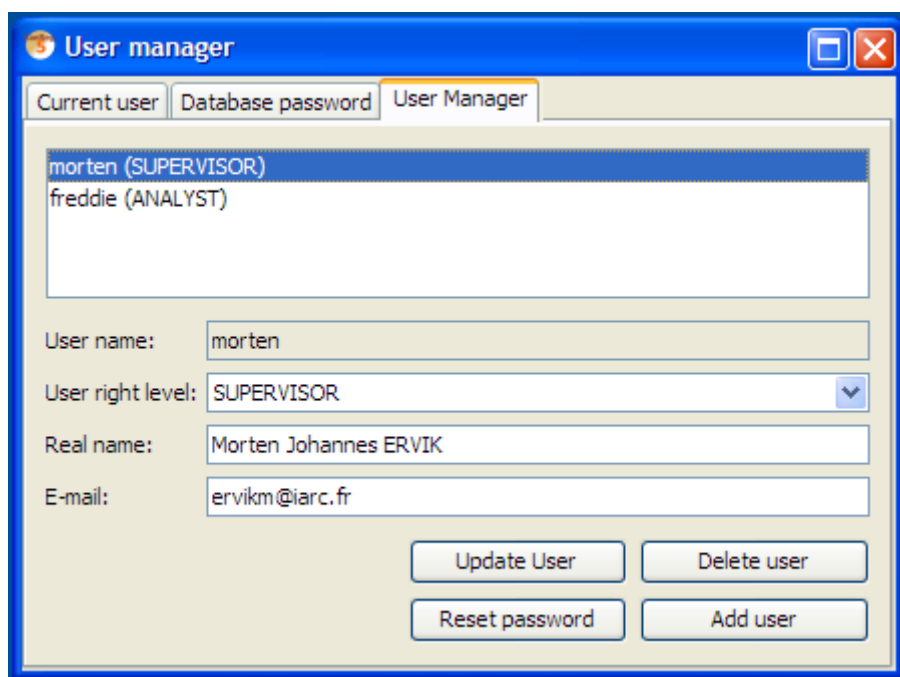 User manager
Current user Database password User Manager
morten (SUPERVISOR)
freddie (ANALYST)
User name: morten
User right level: SUPERVISOR
Real name: Morten Johannes ERVIK
E-mail: ervikm@iarc.fr
Update User Delete user
Reset password Add user